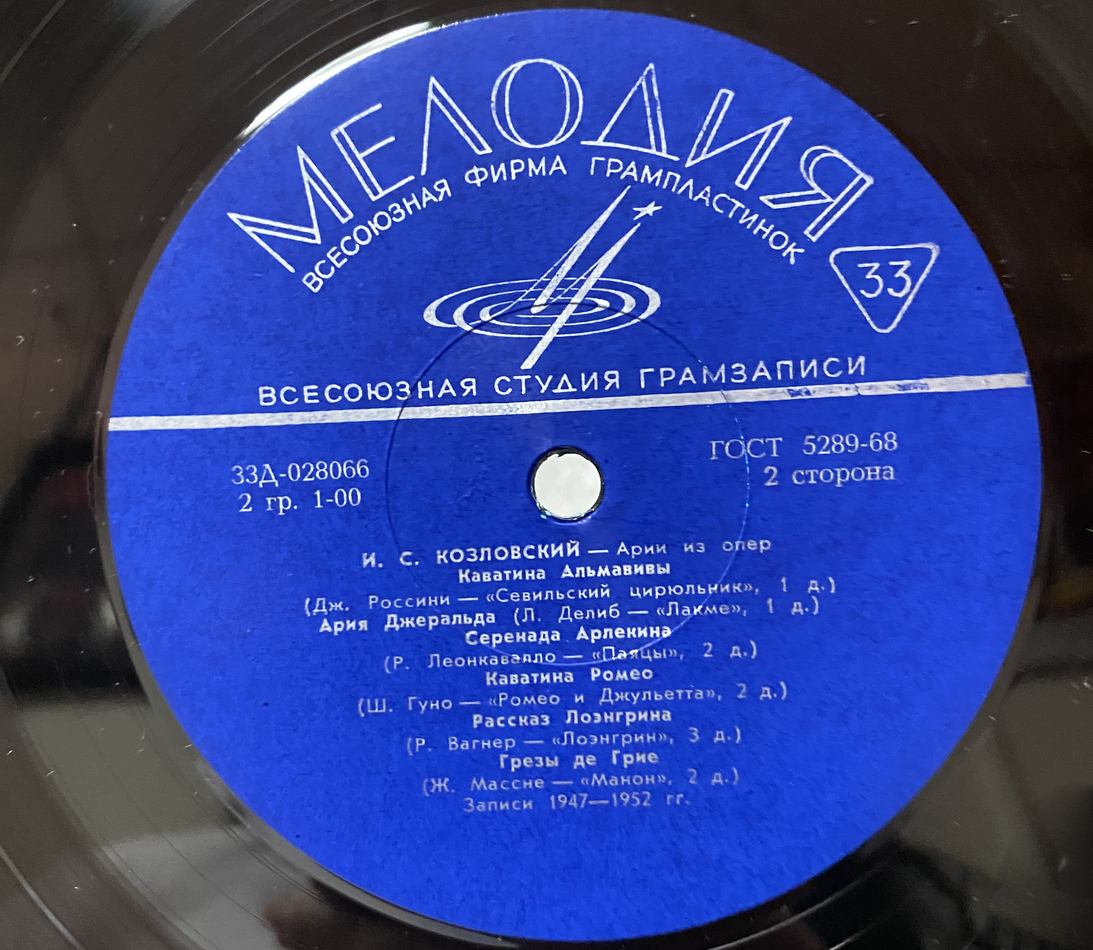 МЕЛОДИЯ
ВСЕСОЮЗНАЯ ФИРМА ГРАМПЛАСТИНОК
33
ВСЕСОЮЗНАЯ СТУДИЯ ГРАМЗАПИСИ
33Д-028066
2 гр. 1-00
ГОСТ 5289-68
2 сторона
И. С. КОЗЛОВСКИЙ — Арии из опер
Каватина Альмавивы
(Дж. Россини — «Севильский цирюльник», 1 д.)
Ария Джеральда (Л. Делиб — «Лакме», 1 д.)
Серенада Арлекина
(Р. Леонкавалло — «Паяцы», 2 д.)
Каватина Ромео
(Ш. Гуно — «Ромео и Джульетта», 2 д.)
Рассказ Лоэнгрина
(Р. Вагнер — «Лоэнгрин», 3 д.)
Грезы де Грие
(Ж. Массне — «Манон», 2 д.)
Записи 1947—1952 гг.